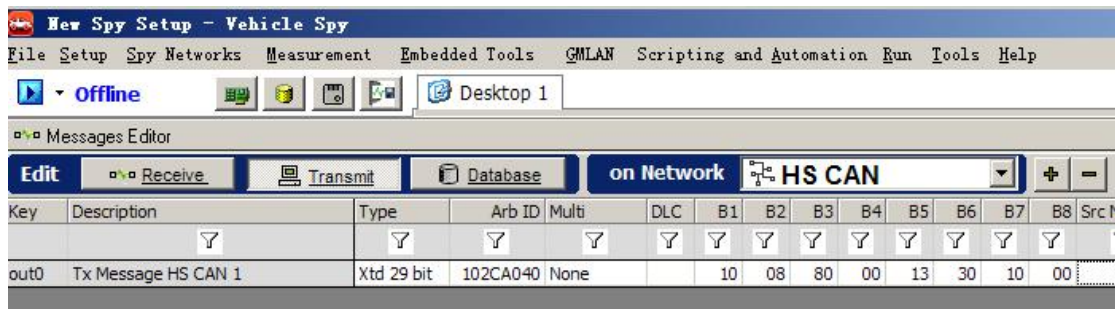 New Spy Setup - Vehicle Spy
File Setup Spy Networks Measurement Embedded Tools GMLAN Scripting and Automation Run Tools Help
Offline Desktop 1
Messages Editor
Edit Receive Transmit Database on Network HS CAN + -
Key Description Type Arb ID Multi DLC B1 B2 B3 B4 B5 B6 B7 B8 Src
out0 Tx Message HS CAN 1 Xtd 29 bit 102CA040 None 10 08 80 00 13 30 10 00